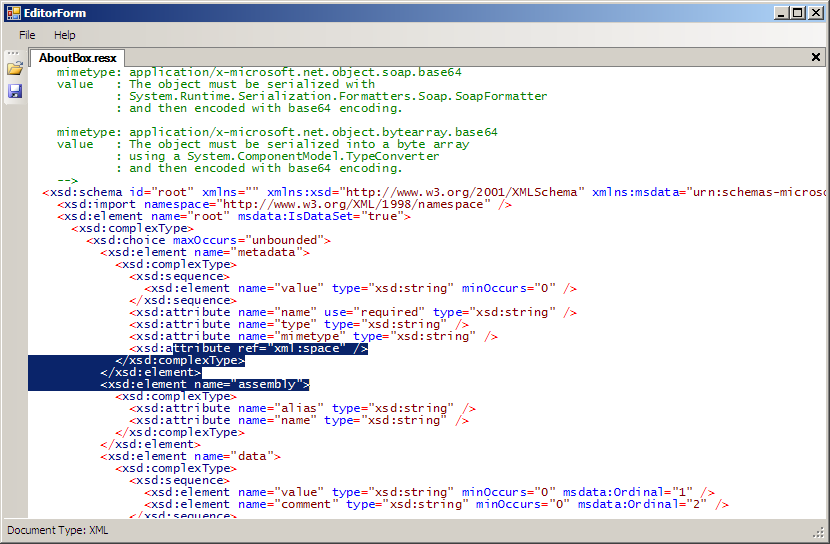 EditorForm
File Help
AboutBox.resx
mimetype: application/x-microsoft.net.object.soap.base64
value   : The object must be serialized with
        : System.Runtime.Serialization.Formatters.Soap.SoapFormatter
        : and then encoded with base64 encoding.
mimetype: application/x-microsoft.net.object.bytearray.base64
value   : The object must be serialized into a byte array
        : using a System.ComponentModel.TypeConverter
        : and then encoded with base64 encoding.
-->
<xsd:schema id="root" xmlns="" xmlns:xsd="http://www.w3.org/2001/XMLSchema" xmlns:msdata="urn:schemas-microso
<xsd:import namespace="http://www.w3.org/XML/1998/namespace" />
<xsd:element name="root" msdata:IsDataSet="true">
<xsd:complexType>
<xsd:choice maxOccurs="unbounded">
<xsd:element name="metadata">
<xsd:complexType>
<xsd:sequence>
<xsd:element name="value" type="xsd:string" minOccurs="0" />
</xsd:sequence>
<xsd:attribute name="name" use="required" type="xsd:string" />
<xsd:attribute name="type" type="xsd:string" />
<xsd:attribute name="mimetype" type="xsd:string" />
<xsd:attribute ref="xml:space" />
</xsd:complexType>
</xsd:element>
<xsd:element name="assembly">
<xsd:complexType>
<xsd:attribute name="alias" type="xsd:string" />
<xsd:attribute name="name" type="xsd:string" />
</xsd:complexType>
</xsd:element>
<xsd:element name="data">
<xsd:complexType>
<xsd:sequence>
<xsd:element name="value" type="xsd:string" minOccurs="0" msdata:Ordinal="1" />
<xsd:element name="comment" type="xsd:string" minOccurs="0" msdata:Ordinal="2" />
</xsd:sequence>
Document Type: XML